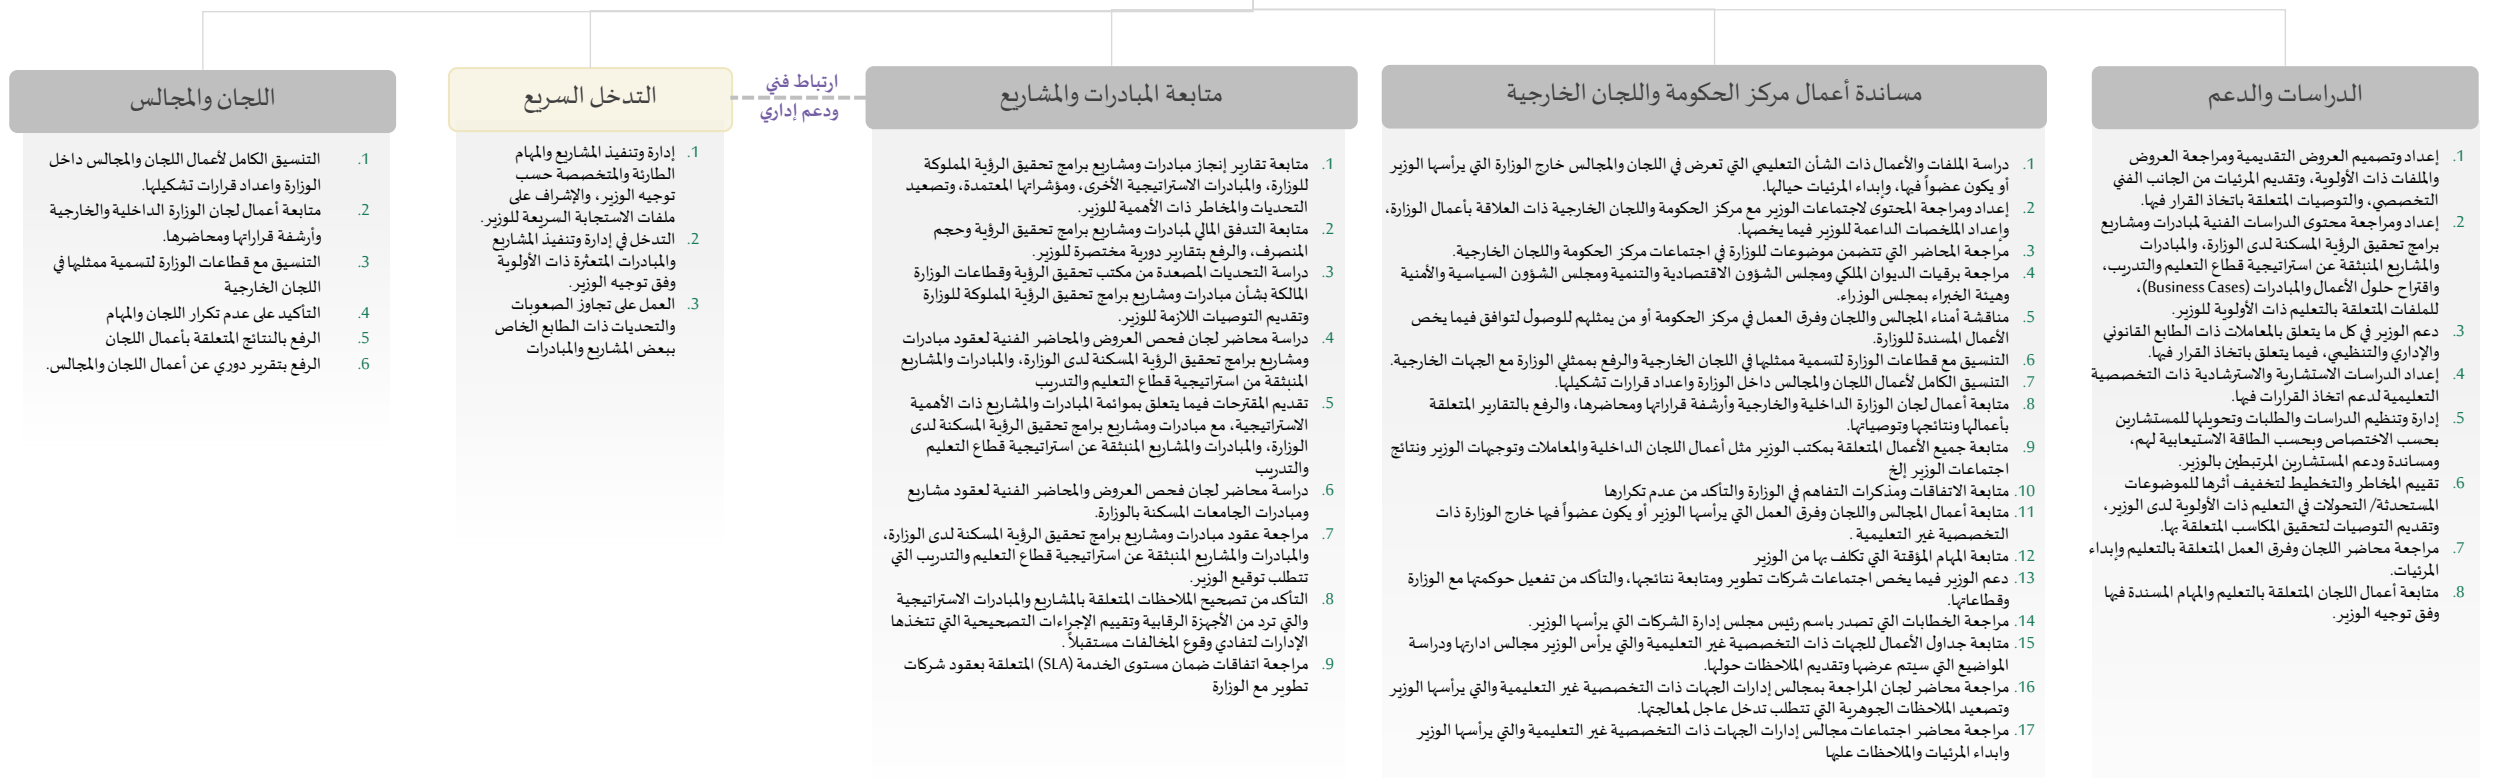 الدراسات والدعم
1. إعداد وتصميم العروض التقديمية ومراجعة العروض
والملفات ذات الأولوية، وتقديم المرئيات من الجانب الفني
التخصصي، والتوصيات المتعلقة باتخاذ القرار فيها.
2. إعداد ومراجعة محتوى الدراسات الفنية لمبادرات ومشاريع
برامج تحقيق الرؤية المسكنة لدى الوزارة، والمبادرات
والمشاريع المنبثقة عن استراتيجية قطاع التعليم والتدريب،
واقتراح حلول الأعمال والمبادرات (Business Cases)،
للملفات المتعلقة بالتعليم ذات الأولوية للوزير.
3. دعم الوزير في كل ما يتعلق بالمعاملات ذات الطابع القانوني
والإداري والتنظيمي، فيما يتعلق باتخاذ القرار فيها.
4. إعداد الدراسات الاستشارية والاسترشادية ذات التخصصية
التعليمية لدعم اتخاذ القرارات فيها.
5. إدارة وتنظيم الدراسات والطلبات وتحويلها للمستشارين
بحسب الاختصاص وبحسب الطاقة الاستيعابية لهم،
ومساندة ودعم المستشارين المرتبطين بالوزير.
6. تقييم المخاطر والتخطيط لتخفيف أثرها للموضوعات
المستحدثة/ التحولات في التعليم ذات الأولوية لدى الوزير،
وتقديم التوصيات لتحقيق المكاسب المتعلقة بها.
7. مراجعة محاضر اللجان وفرق العمل المتعلقة بالتعليم وإبداء
المرئيات.
8. متابعة أعمال اللجان المتعلقة بالتعليم والمهام المسندة فيها
وفق توجيه الوزير.
مساندة أعمال مركز الحكومة واللجان الخارجية
1. دراسة الملفات والأعمال ذات الشأن التعليمي التي تعرض في اللجان والمجالس خارج الوزارة التي يرأسها الوزير
أو يكون عضواً فيها، وإبداء المرئيات حيالها.
2. إعداد ومراجعة المحتوى لاجتماعات الوزير مع مركز الحكومة واللجان الخارجية ذات العلاقة بأعمال الوزارة،
وإعداد الملخصات الداعمة للوزير فيما يخصها.
3. مراجعة المحاضر التي تتضمن موضوعات للوزارة في اجتماعات مركز الحكومة واللجان الخارجية.
4. مراجعة برقيات الديوان الملكي ومجلس الشؤون الاقتصادية والتنمية ومجلس الشؤون السياسية والأمنية
وهيئة الخبراء بمجلس الوزراء.
5. مناقشة أمناء المجالس واللجان وفرق العمل في مركز الحكومة أو من يمثلهم للوصول لتوافق فيما يخص
الأعمال المسندة للوزارة.
6. التنسيق مع قطاعات الوزارة لتسمية ممثليها في اللجان الخارجية والرفع بممثلي الوزارة مع الجهات الخارجية.
7. التنسيق الكامل لأعمال اللجان والمجالس داخل الوزارة واعداد قرارات تشكيلها.
8. متابعة أعمال لجان الوزارة الداخلية والخارجية وأرشفة قراراتها ومحاضرها، والرفع بالتقارير المتعلقة
بأعمالها ونتائجها وتوصياتها.
9. متابعة جميع الأعمال المتعلقة بمكتب الوزير مثل أعمال اللجان الداخلية والمعاملات وتوجيهات الوزير ونتائج
اجتماعات الوزير إلخ
10. متابعة الاتفاقات ومذكرات التفاهم في الوزارة والتأكد من عدم تكرارها
11. متابعة أعمال المجالس واللجان وفرق العمل التي يرأسها الوزير أو يكون عضواً فيها خارج الوزارة ذات
التخصصية غير التعليمية .
12. متابعة المهام المؤقتة التي تكلف بها من الوزير
13. دعم الوزير فيما يخص اجتماعات شركات تطوير ومتابعة نتائجها، والتأكد من تفعيل حوكمتها مع الوزارة
وقطاعاتها.
14. مراجعة الخطابات التي تصدر باسم رئيس مجلس إدارة الشركات التي يرأسها الوزير.
15. متابعة جداول الأعمال للجهات ذات التخصصية غير التعليمية والتي يرأس الوزير مجالس ادارتها ودراسة
المواضيع التي سيتم عرضها وتقديم الملاحظات حولها.
16. مراجعة محاضر لجان المراجعة بمجالس إدارات الجهات ذات التخصصية غير التعليمية والتي يرأسها الوزير
وتصعيد الملاحظات الجوهرية التي تتطلب تدخل عاجل لمعالجتها.
17. مراجعة محاضر اجتماعات مجالس إدارات الجهات ذات التخصصية غير التعليمية والتي يرأسها الوزير
وابداء المرئيات والملاحظات عليها
متابعة المبادرات والمشاريع
1. متابعة تقارير إنجاز مبادرات ومشاريع برامج تحقيق الرؤية المملوكة
للوزارة، والمبادرات الاستراتيجية الأخرى، ومؤشراتها المعتمدة، وتصعيد
التحديات والمخاطر ذات الأهمية للوزير.
2. متابعة التدفق المالي لمبادرات ومشاريع برامج تحقيق الرؤية وحجم
المنصرف، والرفع بتقارير دورية مختصرة للوزير.
3. دراسة التحديات المصعدة من مكتب تحقيق الرؤية وقطاعات الوزارة
المالكة بشأن مبادرات ومشاريع برامج تحقيق الرؤية المملوكة للوزارة
وتقديم التوصيات اللازمة للوزير.
4. دراسة محاضر لجان فحص العروض والمحاضر الفنية لعقود مبادرات
ومشاريع برامج تحقيق الرؤية المسكنة لدى الوزارة، والمبادرات والمشاريع
المنبثقة من استراتيجية قطاع التعليم والتدريب
5. تقديم المقترحات فيما يتعلق بموائمة المبادرات والمشاريع ذات الأهمية
الاستراتيجية، مع مبادرات ومشاريع برامج تحقيق الرؤية المسكنة لدى
الوزارة، والمبادرات والمشاريع المنبثقة عن استراتيجية قطاع التعليم
والتدريب
6. دراسة محاضر لجان فحص العروض والمحاضر الفنية لعقود مشاريع
ومبادرات الجامعات المسكنة بالوزارة.
7. مراجعة عقود مبادرات ومشاريع برامج تحقيق الرؤية المسكنة لدى الوزارة،
والمبادرات والمشاريع المنبثقة عن استراتيجية قطاع التعليم والتدريب التي
تتطلب توقيع الوزير.
8. التأكد من تصحيح الملاحظات المتعلقة بالمشاريع والمبادرات الاستراتيجية
والتي ترد من الأجهزة الرقابية وتقييم الإجراءات التصحيحية التي تتخذها
الإدارات لتفادي وقوع المخالفات مستقبلاً .
9. مراجعة اتفاقات ضمان مستوى الخدمة (SLA) المتعلقة بعقود شركات
تطوير مع الوزارة
ارتباط فني
ودعم إداري
التدخل السريع
1. إدارة وتنفيذ المشاريع والمهام
الطارئة والمتخصصة حسب
توجيه الوزير، والإشراف على
ملفات الاستجابة السريعة للوزير.
2. التدخل في إدارة وتنفيذ المشاريع
والمبادرات المتعثرة ذات الأولوية
وفق توجيه الوزير.
3. العمل على تجاوز الصعوبات
والتحديات ذات الطابع الخاص
ببعض المشاريع والمبادرات
اللجان والمجالس
1. التنسيق الكامل لأعمال اللجان والمجالس داخل
الوزارة واعداد قرارات تشكيلها.
2. متابعة أعمال لجان الوزارة الداخلية والخارجية
وأرشفة قراراتها ومحاضرها.
3. التنسيق مع قطاعات الوزارة لتسمية ممثليها في
اللجان الخارجية
4. التأكيد على عدم تكرار اللجان والمهام
5. الرفع بالنتائج المتعلقة بأعمال اللجان
6. الرفع بتقرير دوري عن أعمال اللجان والمجالس.